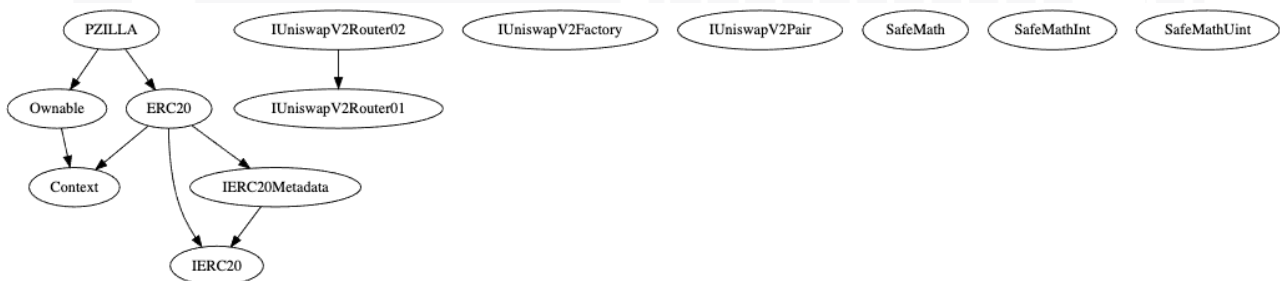 PZILLA
IUniswapV2Router02
IUniswapV2Factory
IUniswapV2Pair
SafeMath
SafeMathInt
SafeMathUint
Ownable
ERC20
IUniswapV2Router01
Context
IERC20Metadata
IERC20